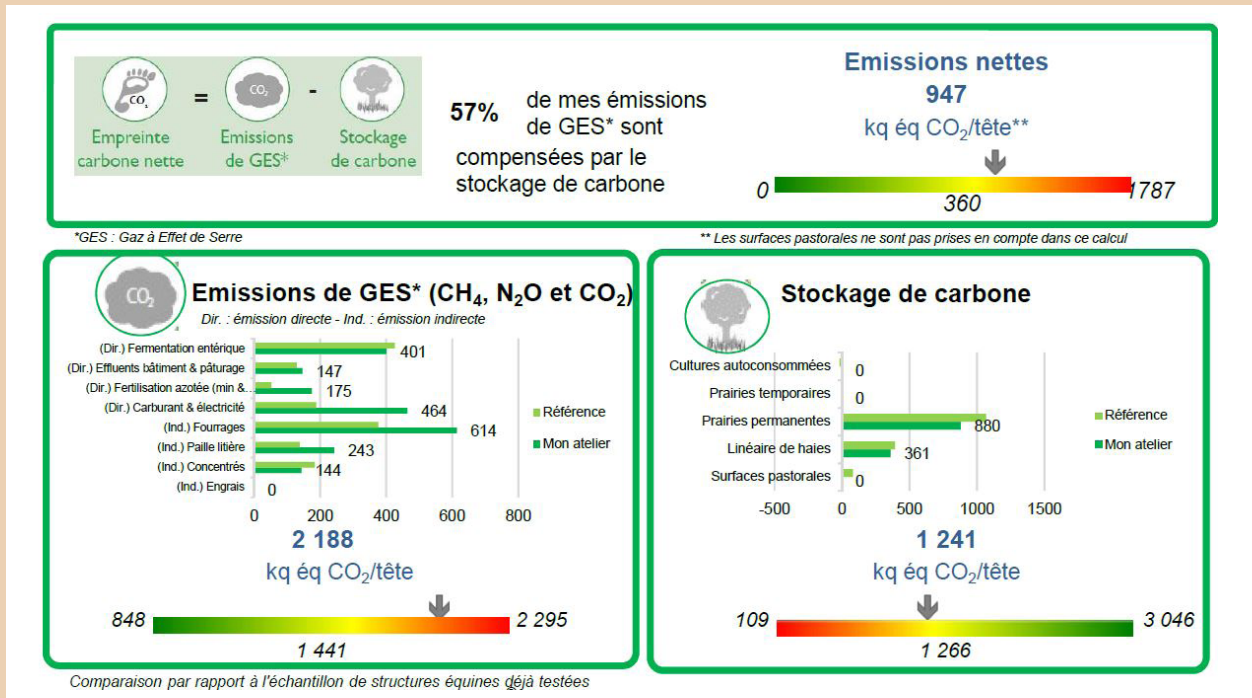 CO₂
=
CO₂
-
Empreinte
carbone nette
Emissions
de GES*
Stockage
de carbone
57% de mes émissions
de GES* sont
compensées par le
stockage de carbone
Emissions nettes
947
kq éq CO₂/tête**
0
1787
360
*GES : Gaz à Effet de Serre
** Les surfaces pastorales ne sont pas prises en compte dans ce calcul
CO₂
Emissions de GES* (CH₄, N₂O et CO₂)
Dir. : émission directe - Ind. : émission indirecte
(Dir.) Fermentation entérique 401
(Dir.) Effluents bâtiment & pâturage 147
(Dir.) Fertilisation azotée (min &... 175
(Dir.) Carburant & électricité 464
(Ind.) Fourrages 614
(Ind.) Paille litière 243
(Ind.) Concentrés 144
(Ind.) Engrais 0
Référence
Mon atelier
0 200 400 600 800
2 188
kq éq CO₂/tête
848 2 295
1 441
Stockage de carbone
Cultures autoconsommées 0
Prairies temporaires 0
Prairies permanentes 880
Linéaire de haies 361
Surfaces pastorales 0
Référence
Mon atelier
-500 0 500 1000 1500
1 241
kq éq CO₂/tête
109 3 046
1 266
Comparaison par rapport à l'échantillon de structures équines déjà testées